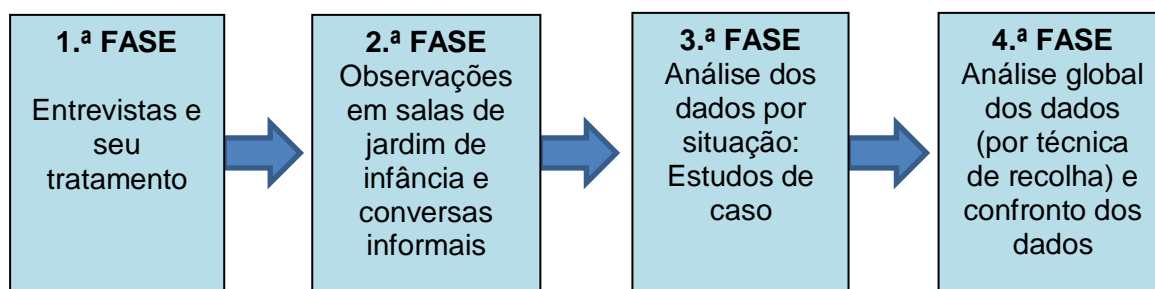 1.ª FASE
Entrevistas e
seu
tratamento
2.ª FASE
Observações
em salas de
jardim de
infância e
conversas
informais
3.ª FASE
Análise dos
dados por
situação:
Estudos de
caso
4.ª FASE
Análise global
dos dados
(por técnica
de recolha) e
confronto dos
dados